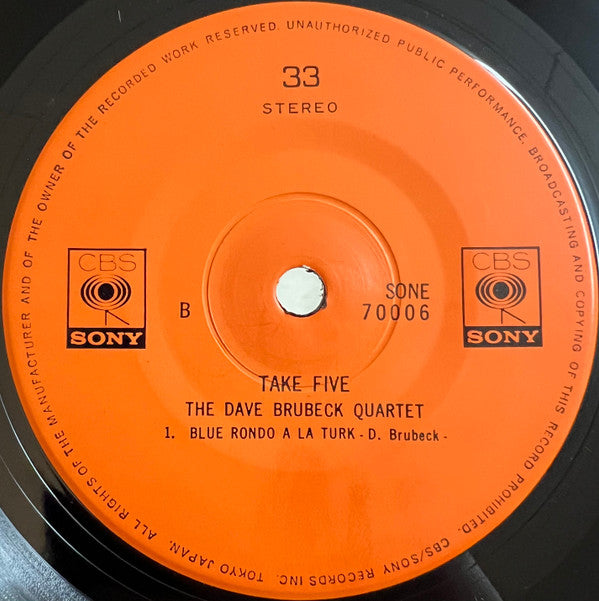 ALL RIGHTS OF THE MANUFACTURER AND OF THE OWNER OF THE RECORDED WORK RESERVED. UNAUTHORIZED PUBLIC PERFORMANCE, BROADCASTING AND COPYING OF THIS RECORD PROHIBITED. CBS/SONY RECORDS INC. TOKYO JAPAN.
33
STEREO
CBS
SONY
CBS
SONY
B
SONE
70006
TAKE FIVE
THE DAVE BRUBECK QUARTET
1. BLUE RONDO A LA TURK - D. Brubeck -